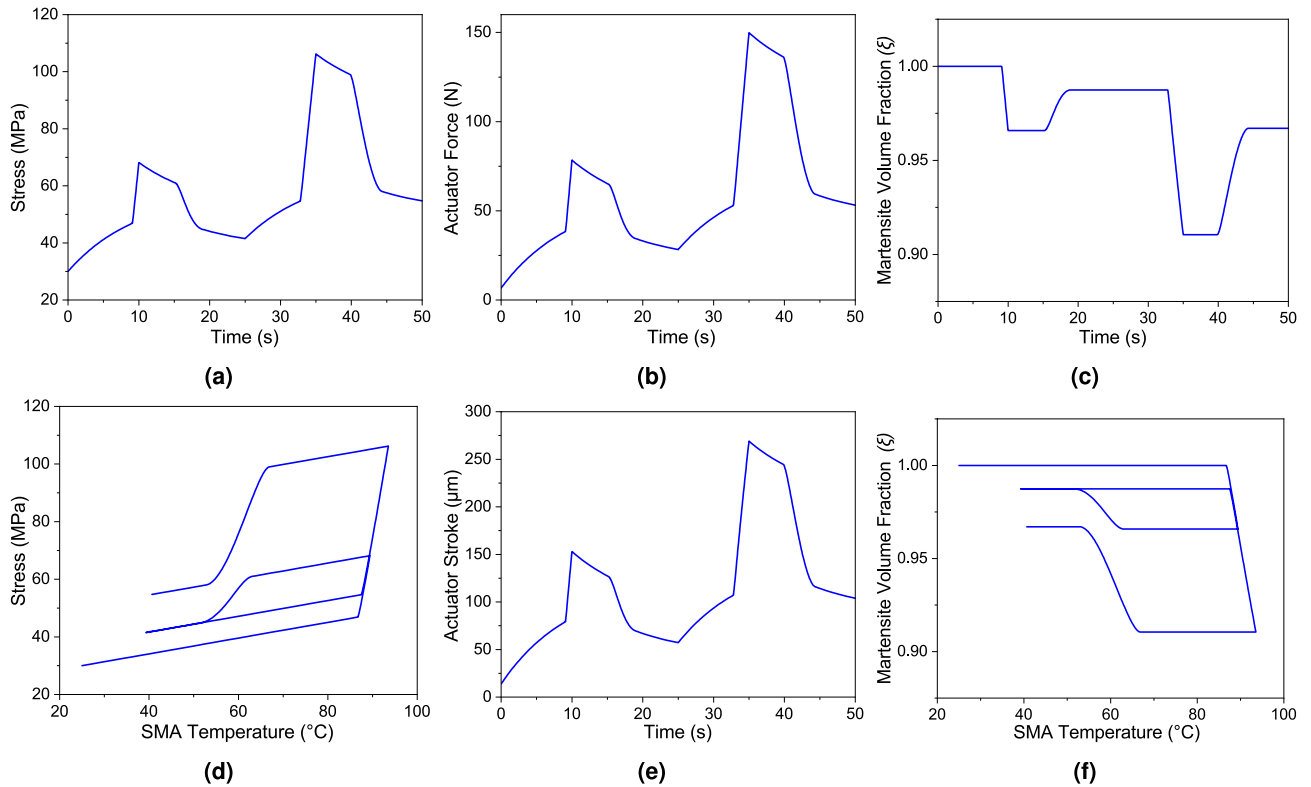 120
100
80
60
40
20
Stress (MPa)
0 10 20 30 40 50
Time (s)
(a)
150
100
50
0
Actuator Force (N)
0 10 20 30 40 50
Time (s)
(b)
1.00
0.95
0.90
Martensite Volume Fraction (ξ)
0 10 20 30 40 50
Time (s)
(c)
120
100
80
60
40
20
Stress (MPa)
20 40 60 80 100
SMA Temperature (°C)
(d)
300
250
200
150
100
50
0
Actuator Stroke (µm)
0 10 20 30 40 50
Time (s)
(e)
1.00
0.95
0.90
Martensite Volume Fraction (ξ)
20 40 60 80 100
SMA Temperature (°C)
(f)